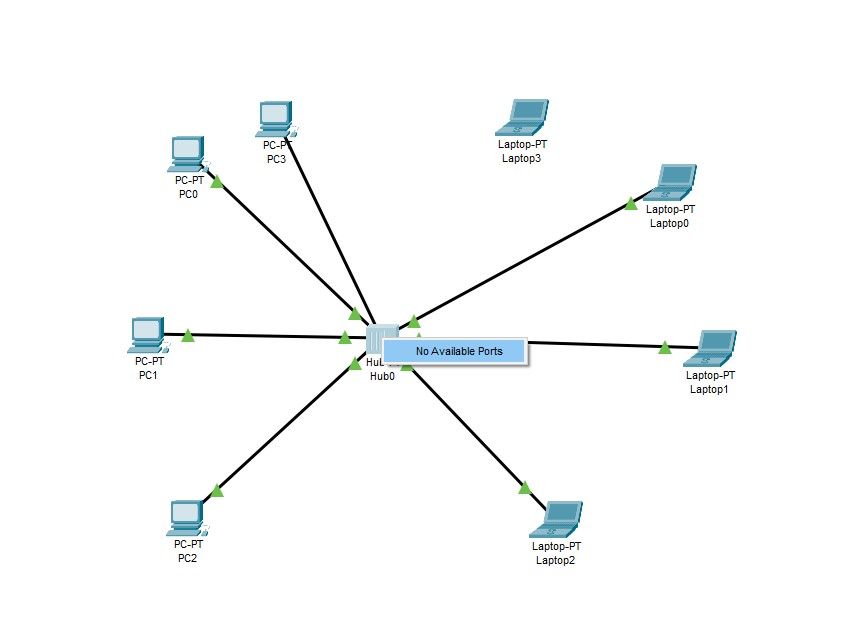 PC-PT
PC3
Laptop-PT
Laptop3
PC-PT
PC0
Laptop-PT
Laptop0
PC-PT
PC1
No Available Ports
Hub0
Laptop-PT
Laptop1
PC-PT
PC2
Laptop-PT
Laptop2